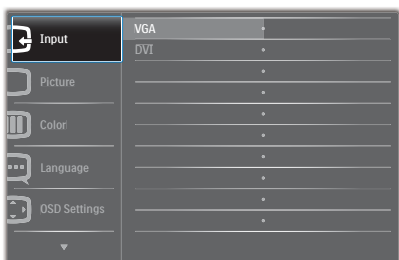 Input
VGA
DVI
Picture
Color
Language
OSD Settings